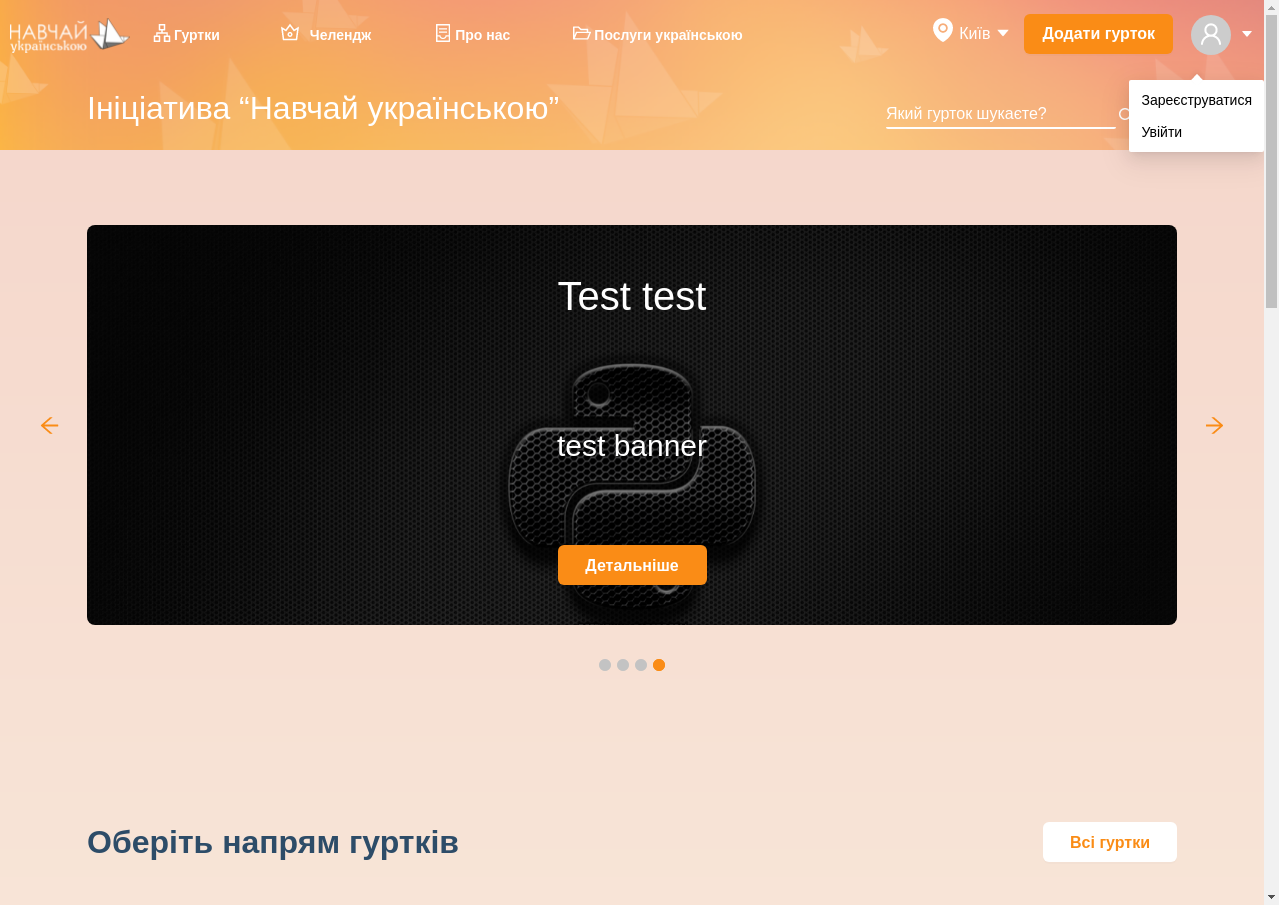 НАВЧАЙ
українською
Гуртки
Челендж
Про нас
Послуги українською
Київ
Додати гурток
Зареєструватися
Увійти
Ініціатива “Навчай українською”
Який гурток шукаєте?
Test test
test banner
Детальніше
Оберіть напрям гуртків
Всі гуртки